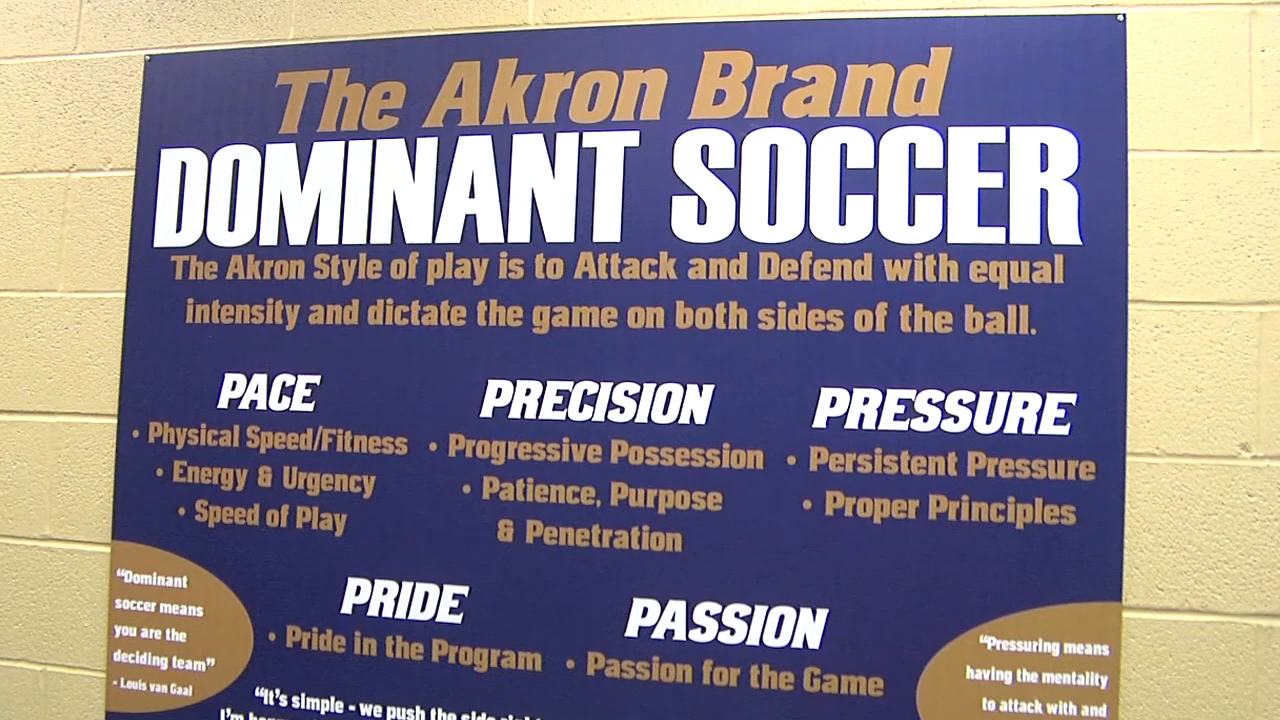 The Akron Brand
DOMINANT SOCCER
The Akron Style of play is to Attack and Defend with equal
intensity and dictate the game on both sides of the ball.
PACE
• Physical Speed/Fitness
• Energy & Urgency
• Speed of Play
PRECISION
• Progressive Possession
• Patience, Purpose
& Penetration
PRESSURE
• Persistent Pressure
• Proper Principles
PRIDE
• Pride in the Program
PASSION
• Passion for the Game
“Dominant
soccer means
you are the
deciding team”
- Louis van Gaal
“Pressuring means
having the mentality
to attack with and
“It's simple - we push the side
I'm